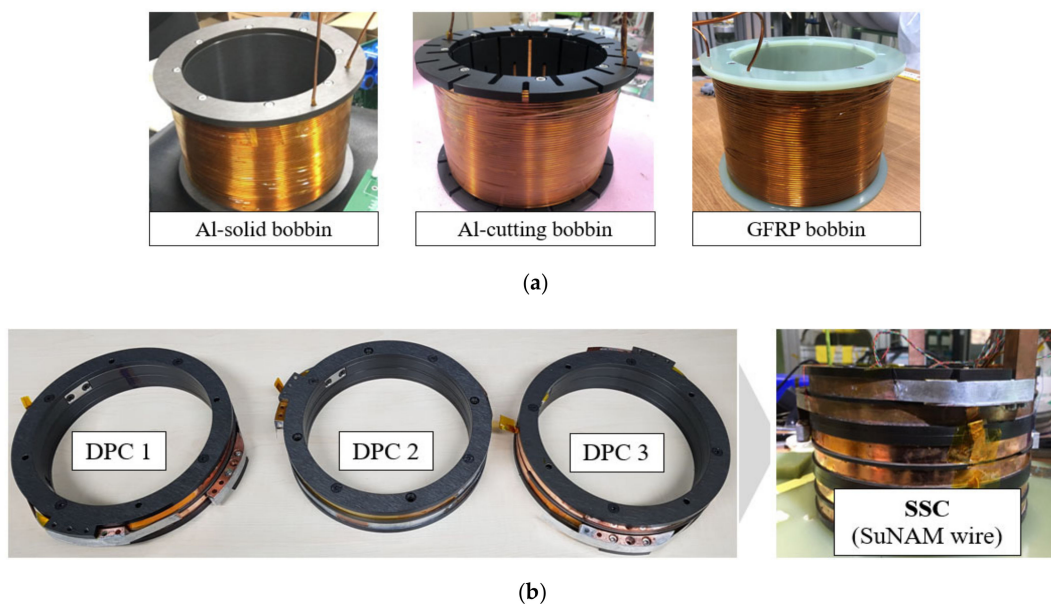 Al-solid bobbin
Al-cutting bobbin
GFRP bobbin
(a)
DPC 1
DPC 2
DPC 3
SSC
(SuNAM wire)
(b)